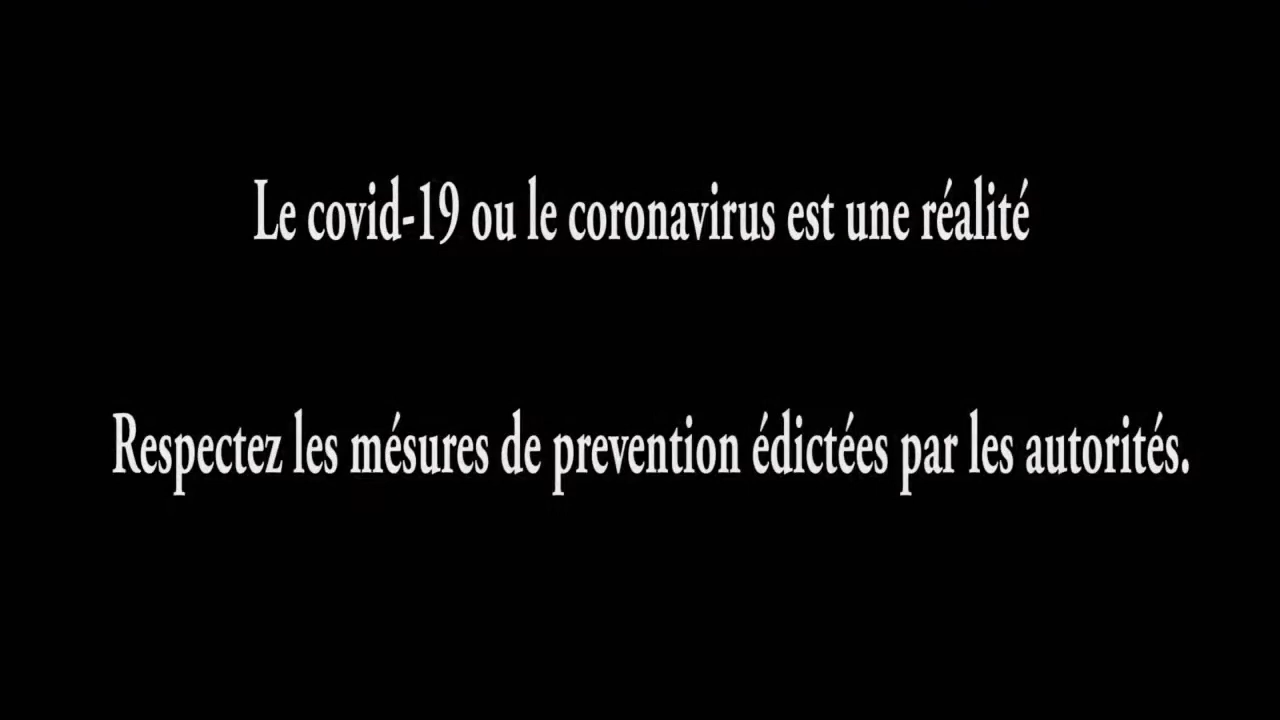 Le covid-19 ou le coronavirus est une réalité
Respectez les mésures de prevention édictées par les autorités.